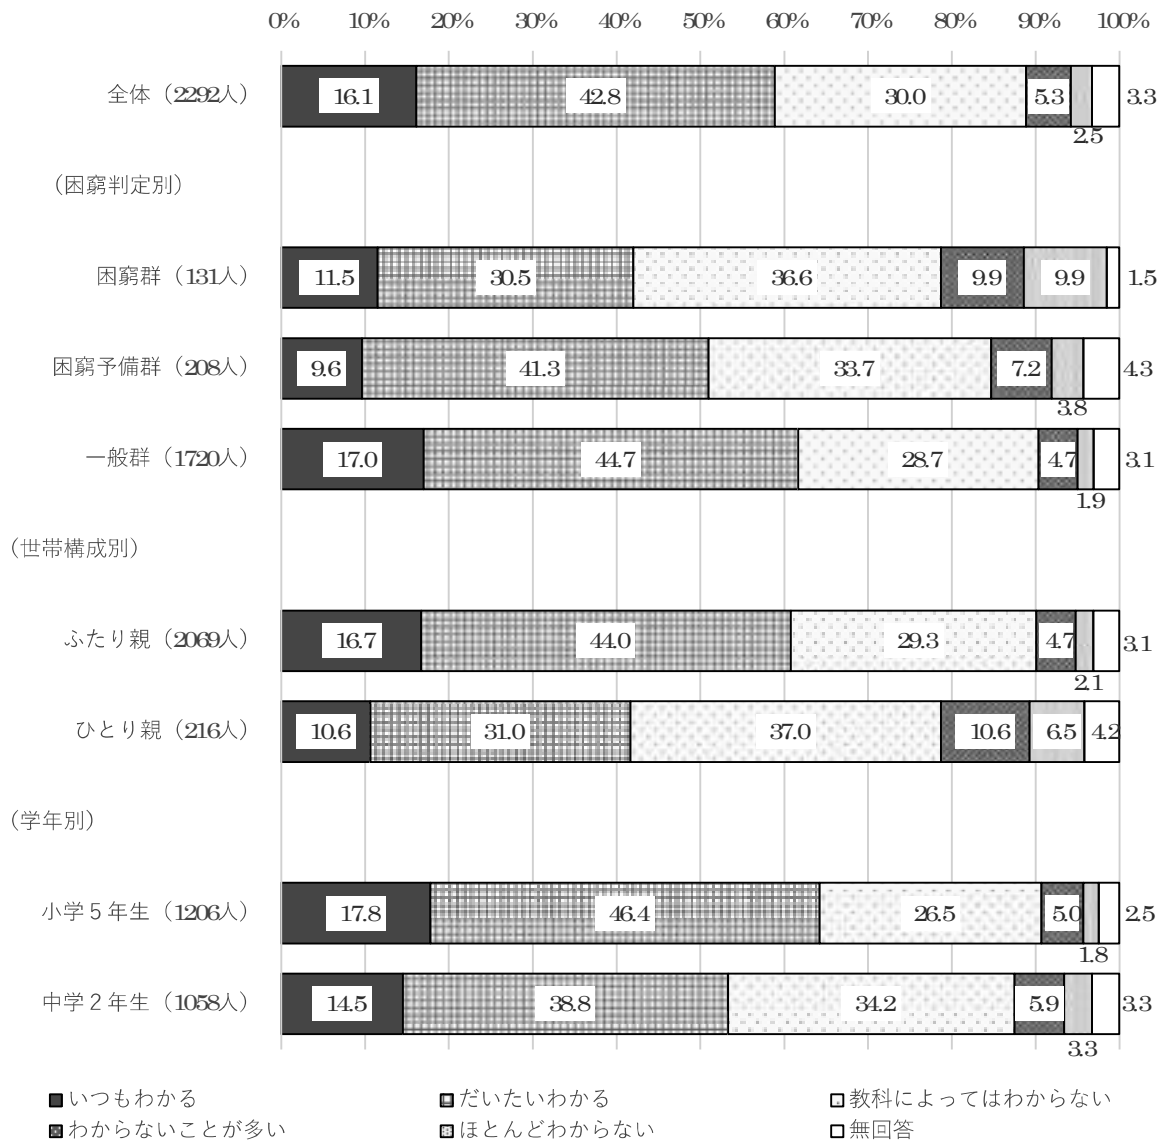 0% 10% 20% 30% 40% 50% 60% 70% 80% 90% 100%
全体（2292人） 16.1 42.8 30.0 5.3 3.3
2.5
（困窮判定別）
困窮群（131人） 11.5 30.5 36.6 9.9 9.9 1.5
困窮予備群（208人） 9.6 41.3 33.7 7.2 4.3
3.8
一般群（1720人） 17.0 44.7 28.7 4.7 3.1
1.9
（世帯構成別）
ふたり親（2069人） 16.7 44.0 29.3 4.7 3.1
2.1
ひとり親（216人） 10.6 31.0 37.0 10.6 6.5 4.2
（学年別）
小学５年生（1206人） 17.8 46.4 26.5 5.0 2.5
1.8
中学２年生（1058人） 14.5 38.8 34.2 5.9 3.3
3.3
いつもわかる だいたいわかる 教科によってはわからない
わからないことが多い ほとんどわからない 無回答